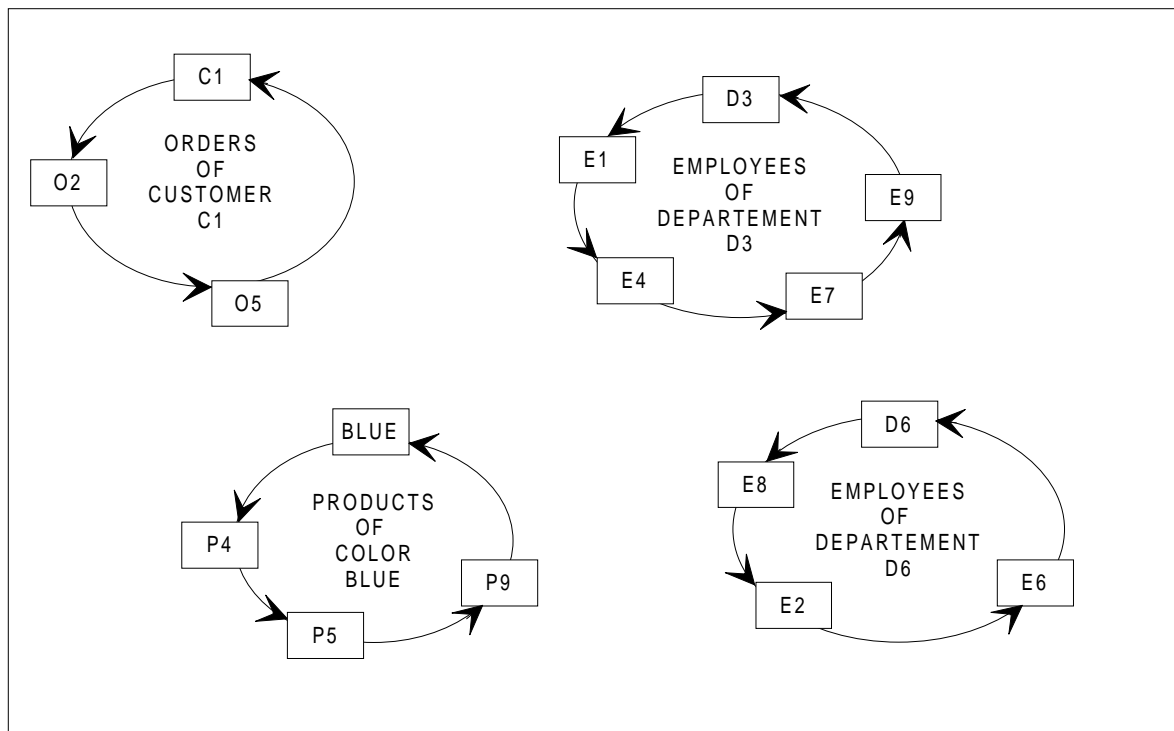 C1
ORDERS
OF
CUSTOMER
C1
O2
O5
D3
E1
EMPLOYEES
OF
DEPARTEMENT
D3
E9
E4
E7
BLUE
PRODUCTS
OF
COLOR
BLUE
P4
P9
P5
D6
E8
EMPLOYEES
OF
DEPARTEMENT
D6
E2
E6